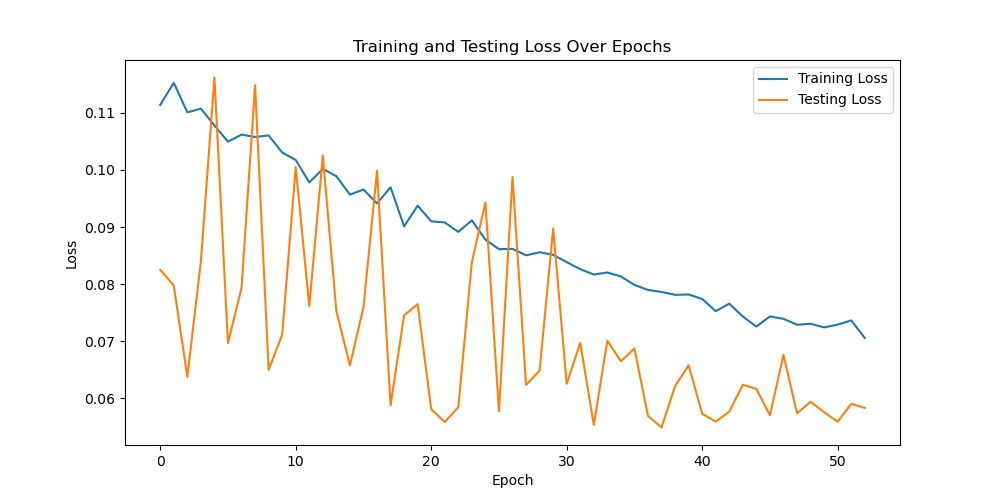 Training and Testing Loss Over Epochs
Training Loss
Testing Loss
0.11
0.10
0.09
0.08
0.07
0.06
Loss
0 10 20 30 40 50
Epoch